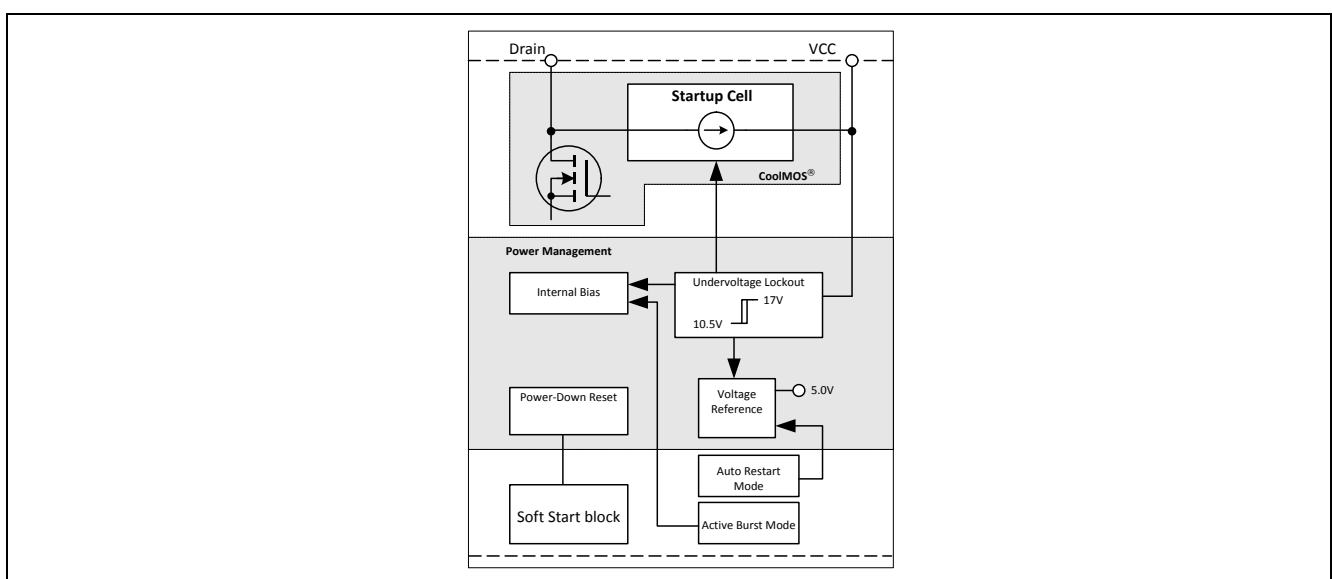 Drain
VCC
Startup Cell
CoolMOS®
Power Management
Internal Bias
Undervoltage Lockout
17V
10.5V
Power-Down Reset
Voltage
Reference
5.0V
Auto Restart
Mode
Soft Start block
Active Burst Mode